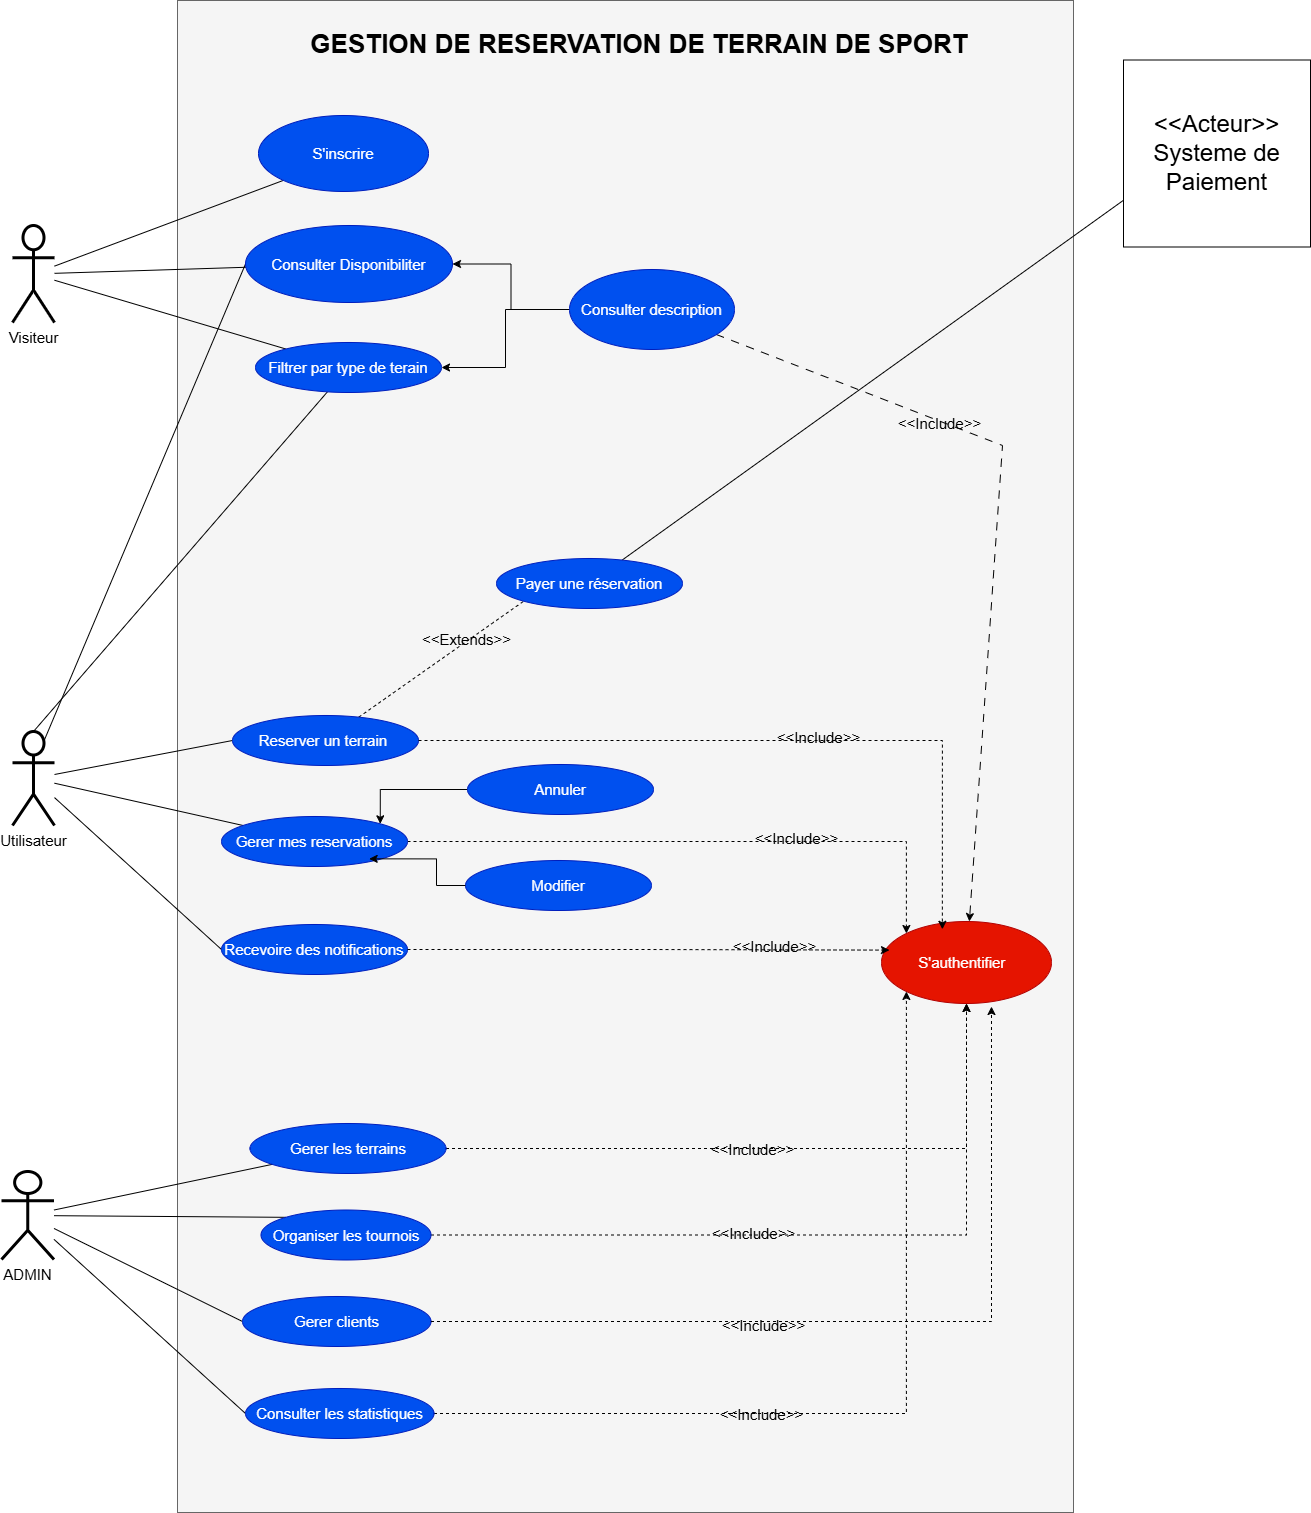 GESTION DE RESERVATION DE TERRAIN DE SPORT
<<Acteur>>
Systeme de
Paiement
S'inscrire
Consulter Disponibiliter
Consulter description
Visiteur
Filtrer par type de terain
<<Include>>
Payer une réservation
<<Extends>>
Reserver un terrain
<<Include>>
Annuler
Utilisateur
Gerer mes reservations
<<Include>>
Modifier
Recevoire des notifications
<<Include>>
S'authentifier
Gerer les terrains
<<Include>>
Organiser les tournois
<<Include>>
ADMIN
Gerer clients
<<Include>>
Consulter les statistiques
<<Include>>